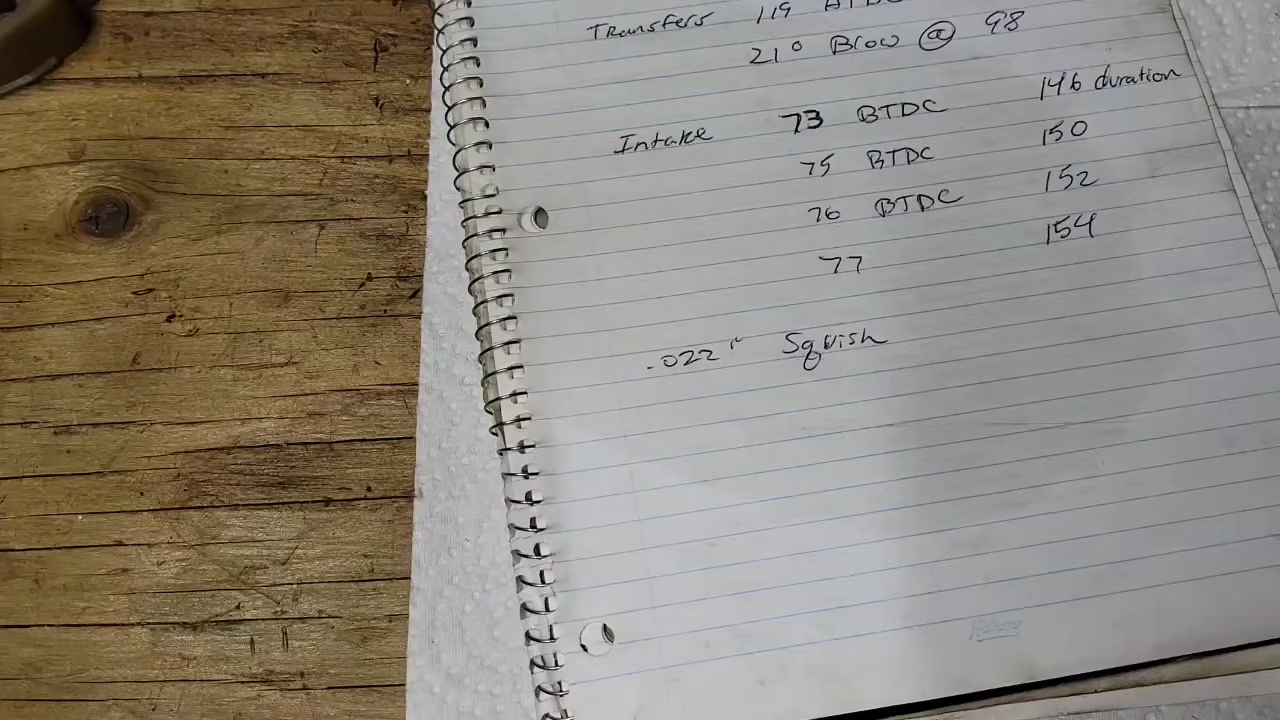 Transfers 119 ATDC
21° Blow @ 98
Intake 73 BTDC 146 duration
75 BTDC 150
76 BTDC 152
77 154
.022" Squish